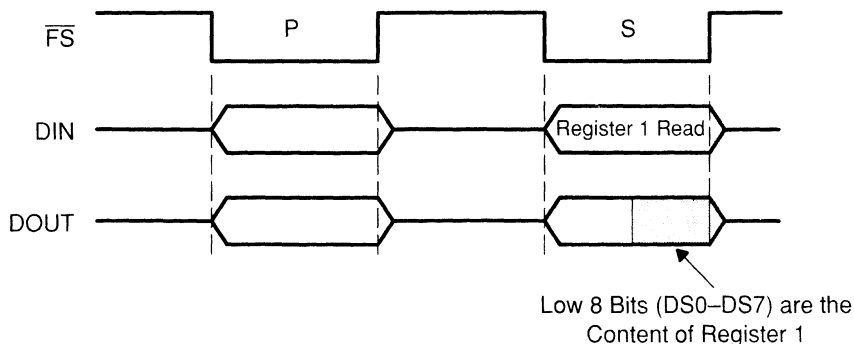 FS
P
S
DIN
Register 1 Read
DOUT
Low 8 Bits (DS0–DS7) are the
Content of Register 1